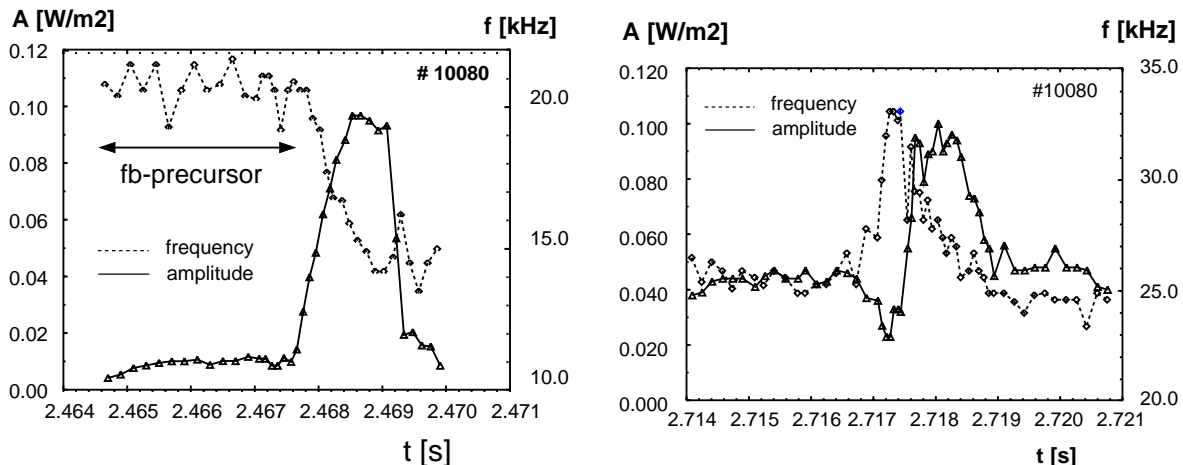 A [W/m2]
f [kHz]
0.12
0.10
0.08
0.06
0.04
0.02
0.00
# 10080
fb-precursor
frequency
amplitude
20.0
15.0
10.0
2.464 2.465 2.466 2.467 2.468 2.469 2.470 2.471
t [s]
A [W/m2]
f [kHz]
0.120
0.100
0.080
0.060
0.040
0.020
0.000
#10080
frequency
amplitude
35.0
30.0
25.0
20.0
2.714 2.715 2.716 2.717 2.718 2.719 2.720 2.721
t [s]